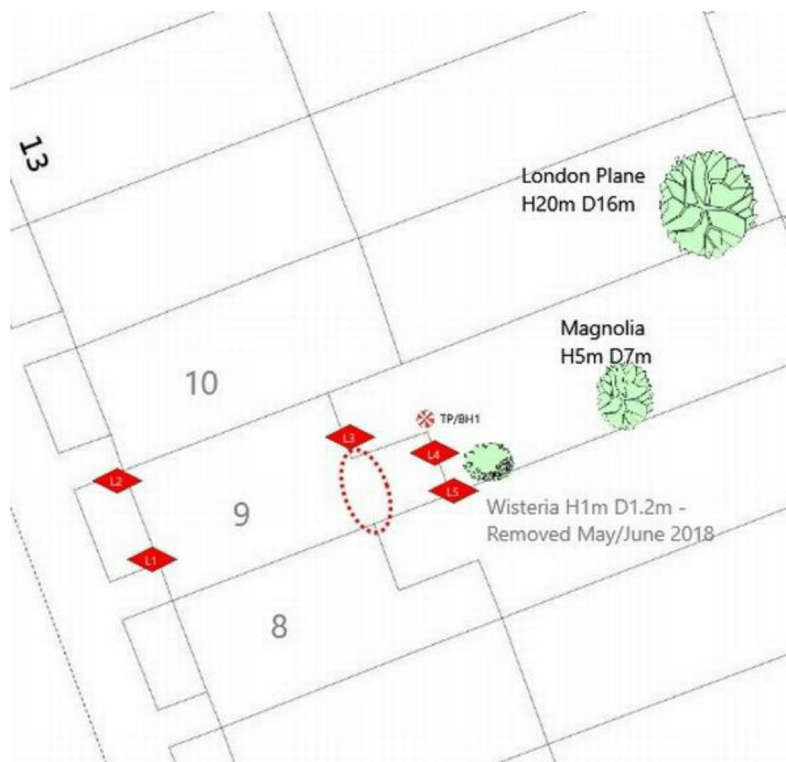 13
London Plane
H20m D16m
Magnolia
H5m D7m
10
TP/BH1
L3
L4
L2
L5
9
Wisteria H1m D1.2m -
Removed May/June 2018
L1
8